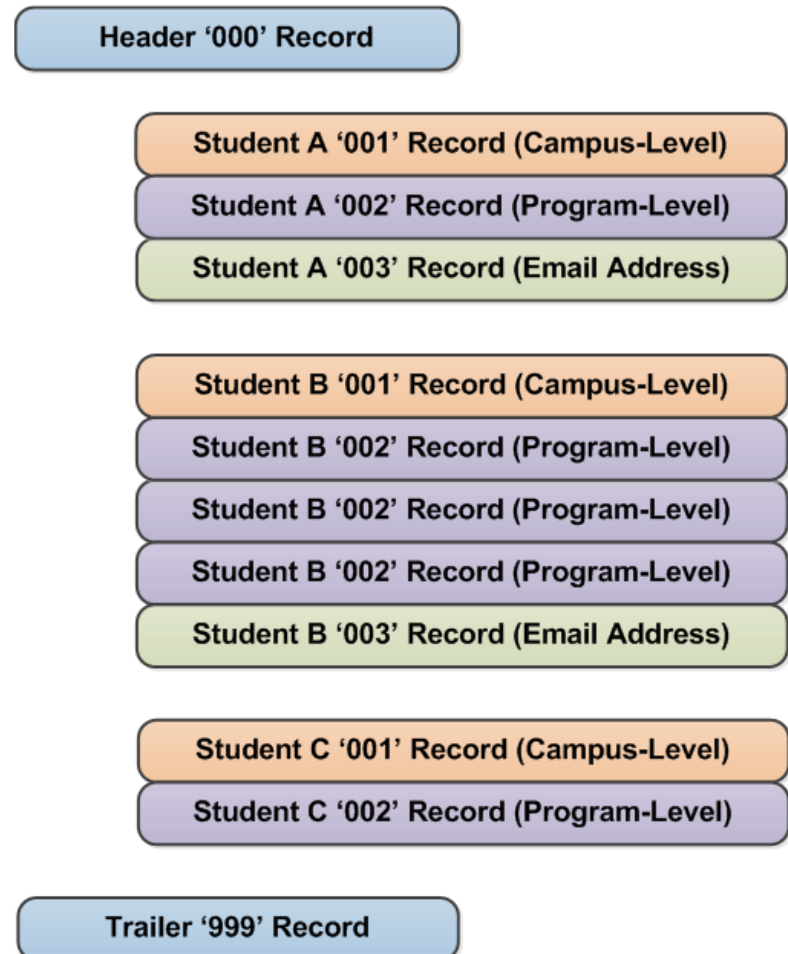 Header ‘000’ Record
Student A ‘001’ Record (Campus-Level)
Student A ‘002’ Record (Program-Level)
Student A ‘003’ Record (Email Address)
Student B ‘001’ Record (Campus-Level)
Student B ‘002’ Record (Program-Level)
Student B ‘002’ Record (Program-Level)
Student B ‘002’ Record (Program-Level)
Student B ‘003’ Record (Email Address)
Student C ‘001’ Record (Campus-Level)
Student C ‘002’ Record (Program-Level)
Trailer ‘999’ Record